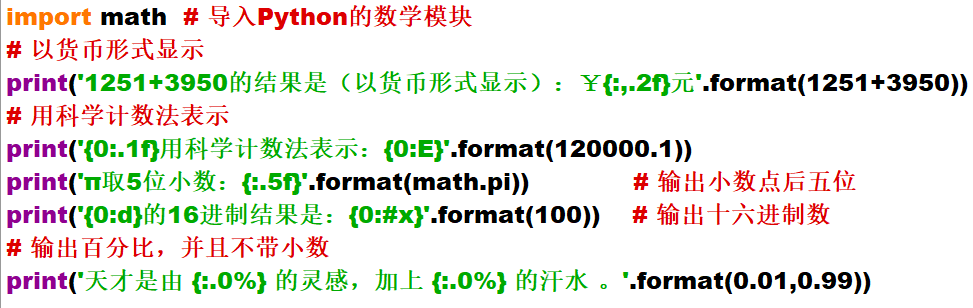 import math  # 导入Python的数学模块
# 以货币形式显示
print('1251+3950的结果是（以货币形式显示）：￥{:,.2f}元'.format(1251+3950))
# 用科学计数法表示
print('{0:.1f}用科学计数法表示：{0:E}'.format(120000.1))
print('π取5位小数：{:.5f}'.format(math.pi))          # 输出小数点后五位
print('{0:d}的16进制结果是：{0:#x}'.format(100))   # 输出十六进制数
# 输出百分比，并且不带小数
print('天才是由 {:.0%} 的灵感，加上 {:.0%} 的汗水 。'.format(0.01,0.99))